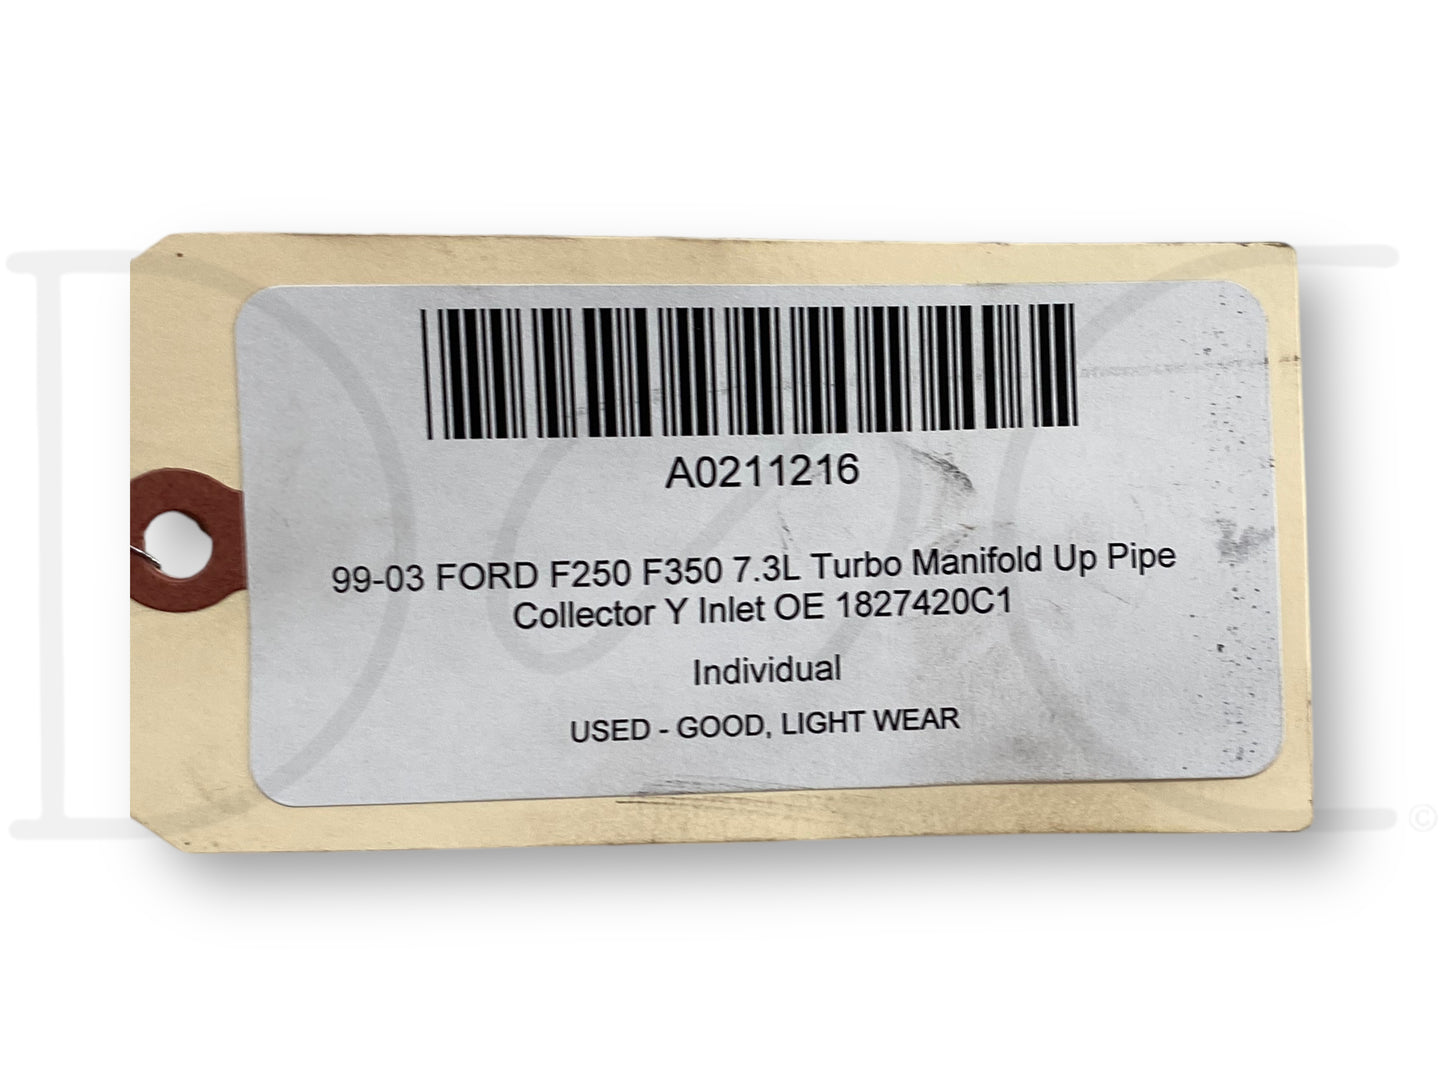 A0211216
99-03 FORD F250 F350 7.3L Turbo Manifold Up Pipe
Collector Y Inlet OE 1827420C1
Individual
USED - GOOD, LIGHT WEAR
©